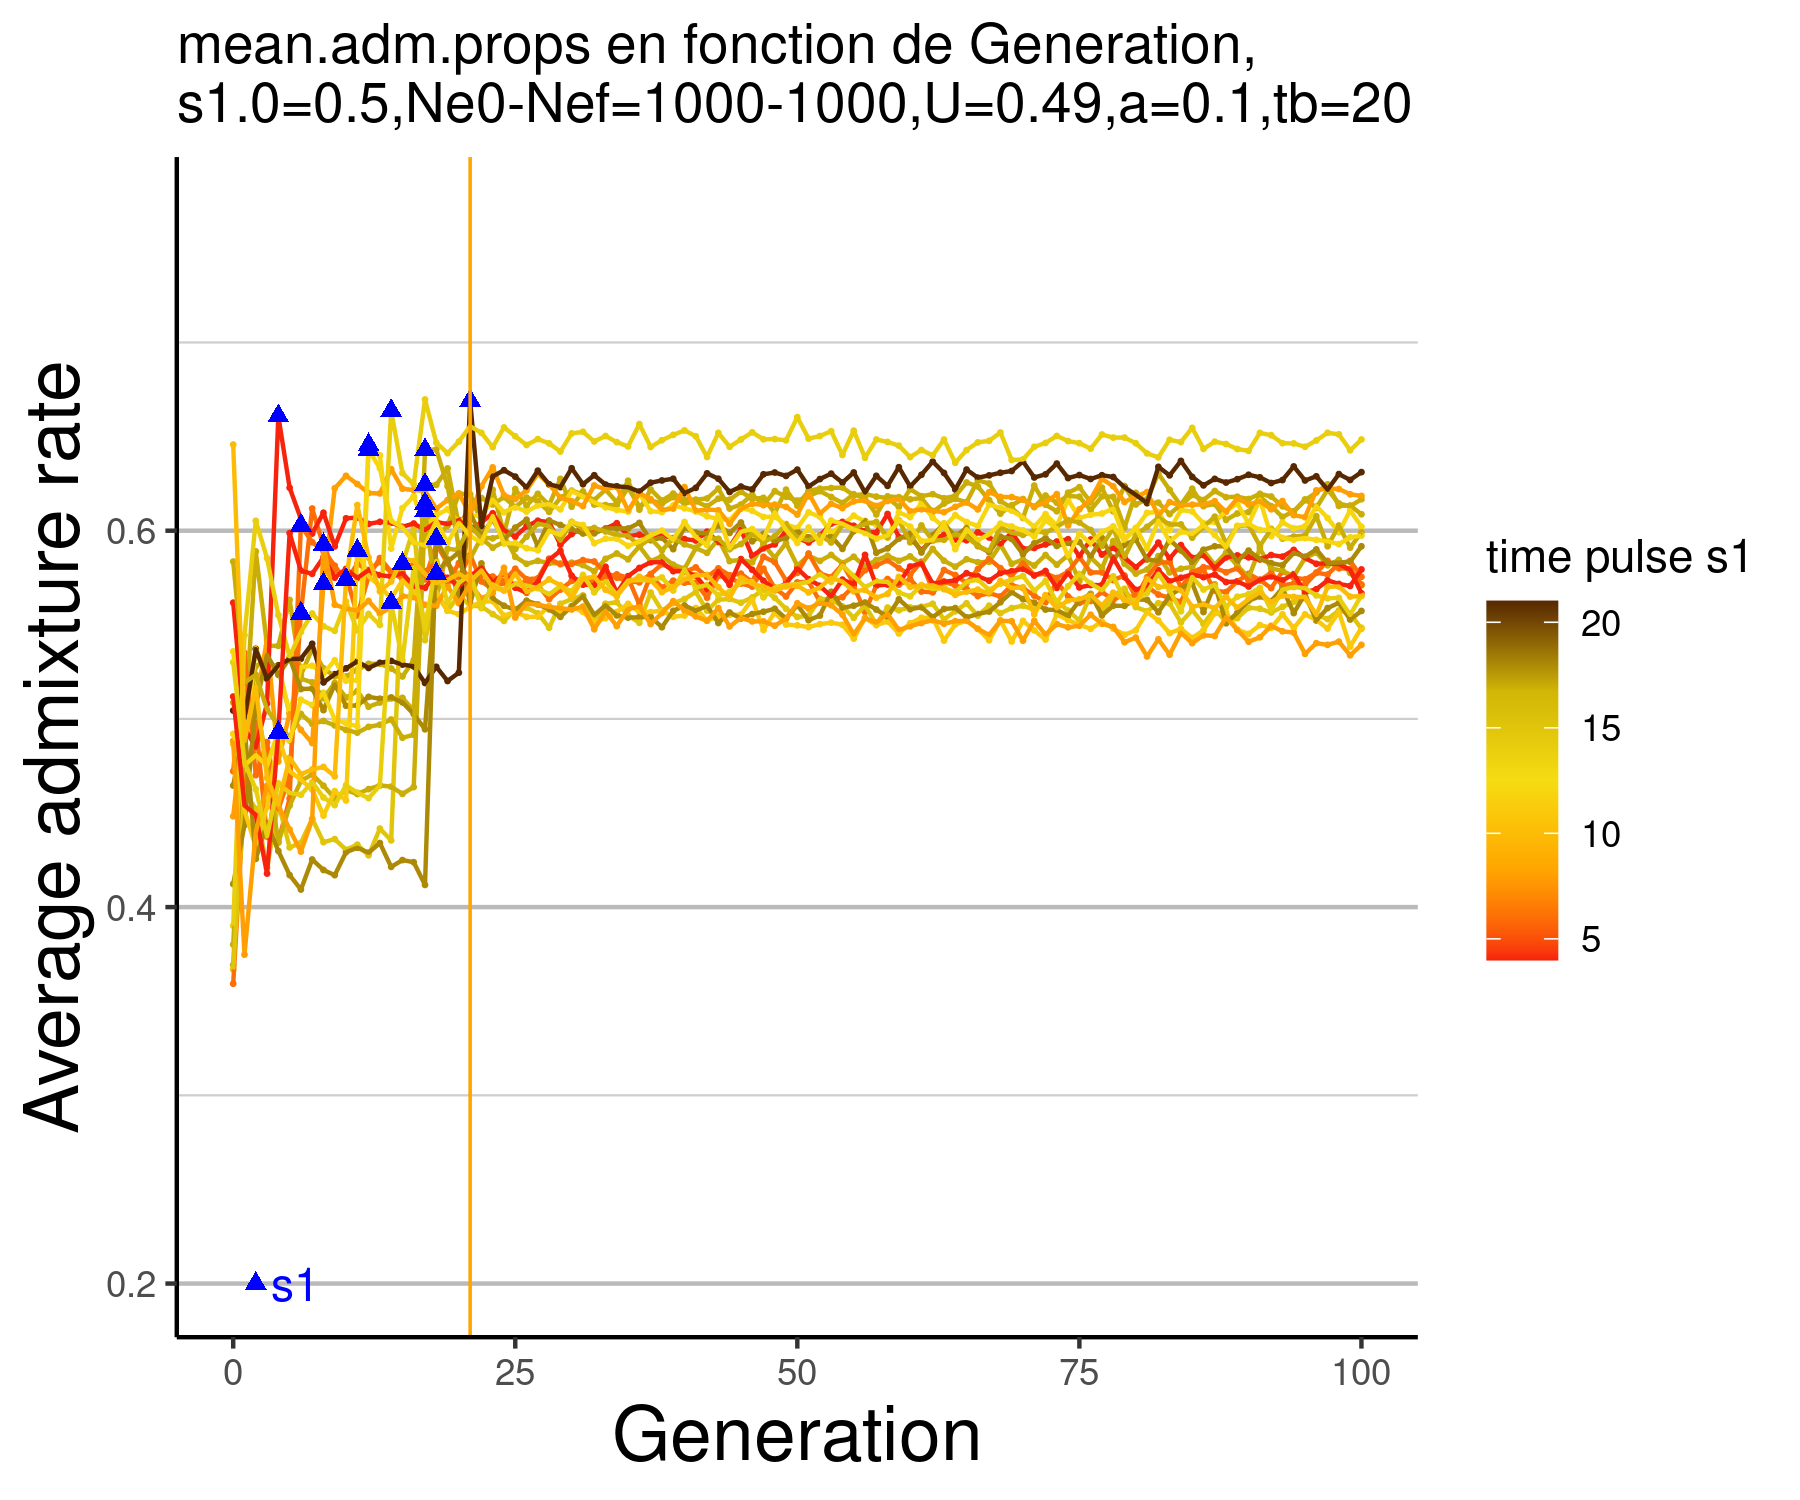 mean.adm.props en fonction de Generation,
s1.0=0.5,Ne0-Nef=1000-1000,U=0.49,a=0.1,tb=20
Average admixture rate
0.6
0.4
0.2
s1
0 25 50 75 100
Generation
time pulse s1
20
15
10
5